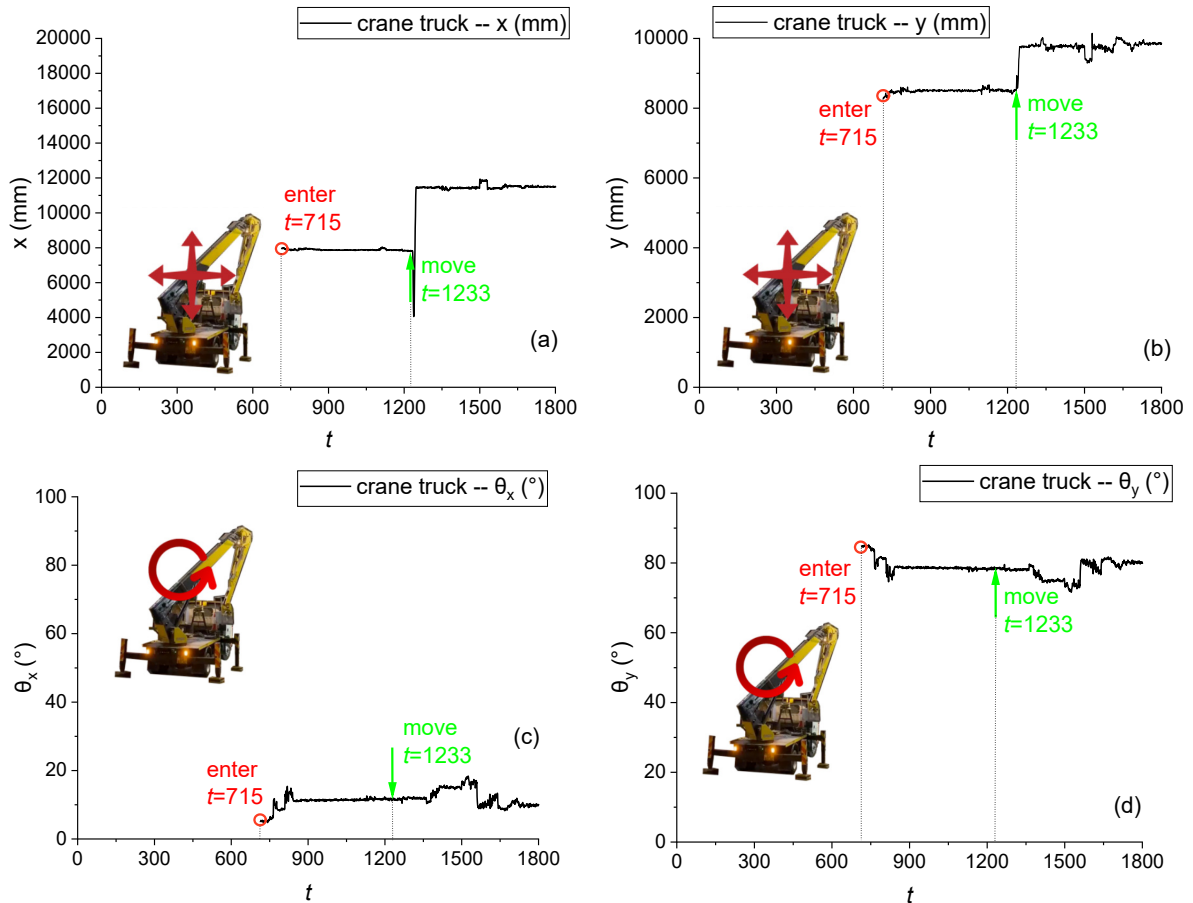 crane truck -- x (mm)
20000
18000
16000
14000
12000
10000
8000
6000
4000
2000
0
x (mm)
enter
t=715
move
t=1233
(a)
0 300 600 900 1200 1500 1800
t
crane truck -- y (mm)
10000
8000
6000
4000
2000
0
y (mm)
enter
t=715
move
t=1233
(b)
0 300 600 900 1200 1500 1800
t
crane truck -- θx (°)
100
80
60
40
20
0
θx (°)
enter
t=715
move
t=1233
(c)
0 300 600 900 1200 1500 1800
t
crane truck -- θy (°)
100
80
60
40
20
0
θy (°)
enter
t=715
move
t=1233
(d)
0 300 600 900 1200 1500 1800
t